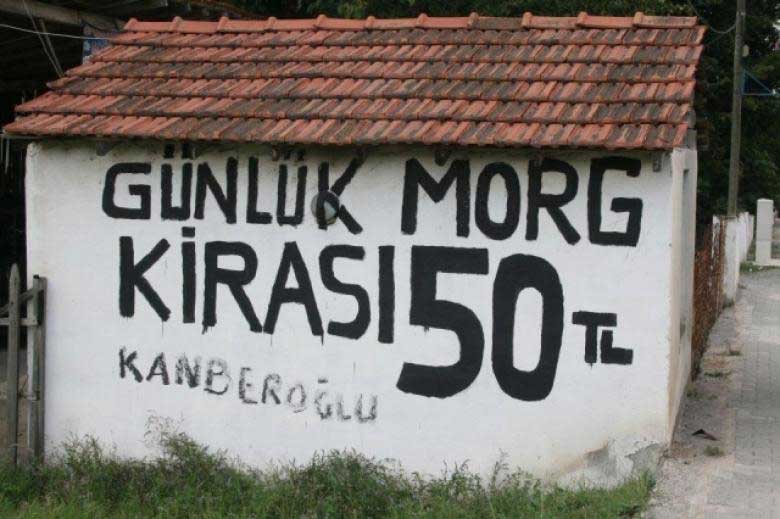 GÜNLÜK MORG
KİRASI 50 TL
KANBEROĞLU